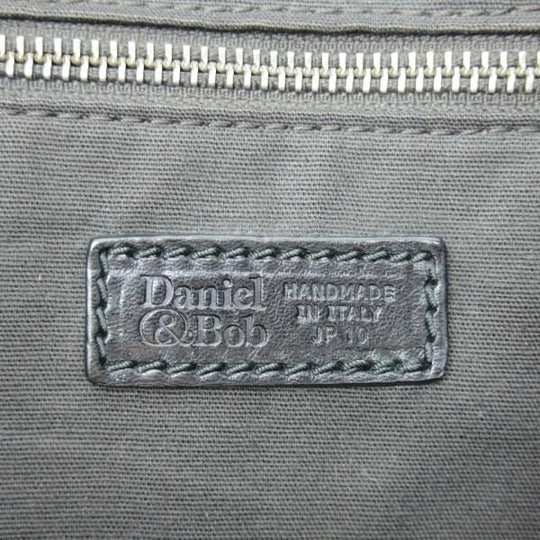 Daniel
& Bob
HANDMADE
IN ITALY
JP 10